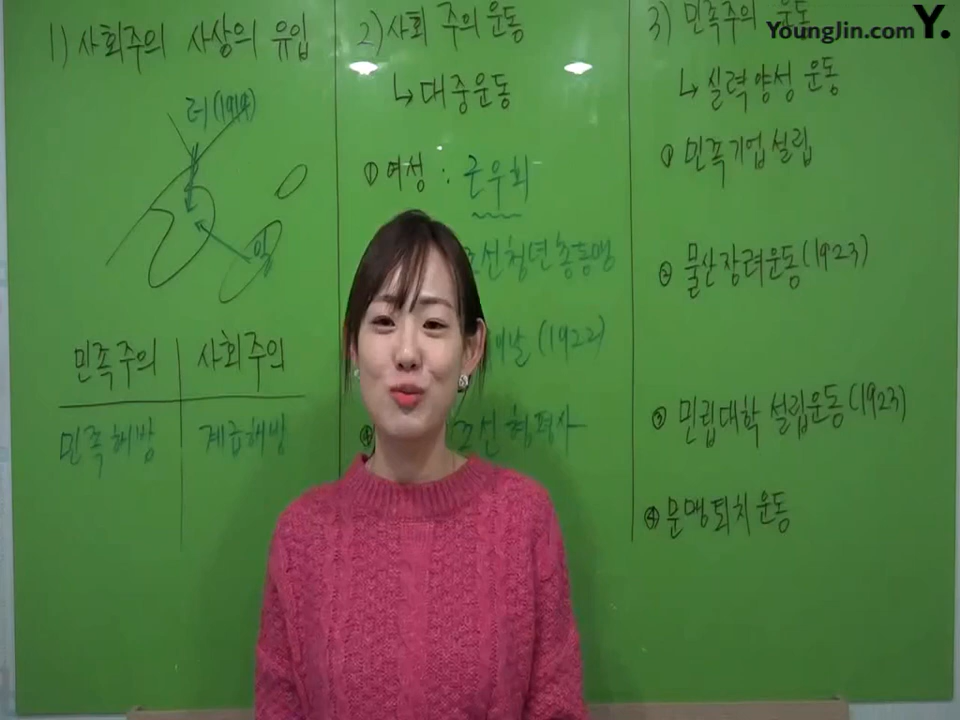 1) 사회주의 사상의 유입
러(1917)
일
민족주의 사회주의
민족해방 계급해방
2) 사회주의 운동
↳ 대중운동
① 여성 : 근우회
조선청년총동맹
날 (1922)
④ 조선형평사
3) 민족주의 운동
↳ 실력양성 운동
① 민족기업 설립
② 물산장려운동(1923)
③ 민립대학 설립운동(1923)
④ 문맹퇴치운동
YoungJin.com Y.